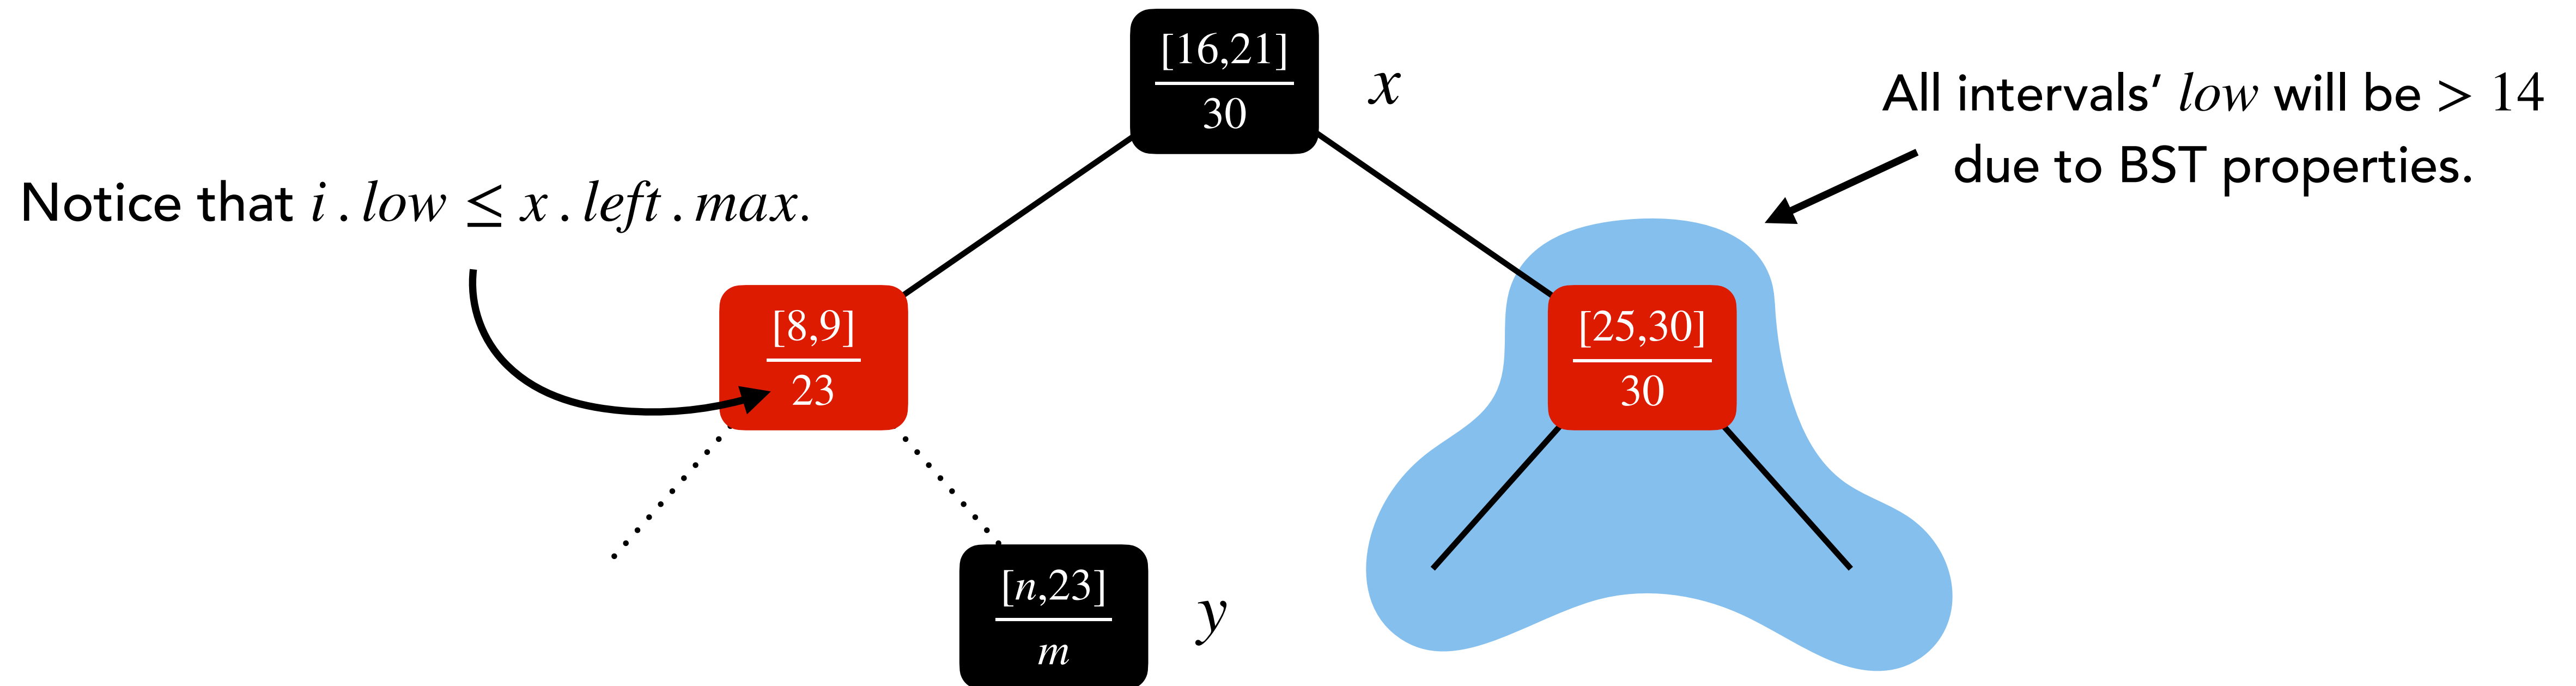 [16,21]
30
x
All intervals’ low will be > 14
due to BST properties.
Notice that i . low ≤ x . left . max.
[8,9]
23
[25,30]
30
[n,23]
m
y